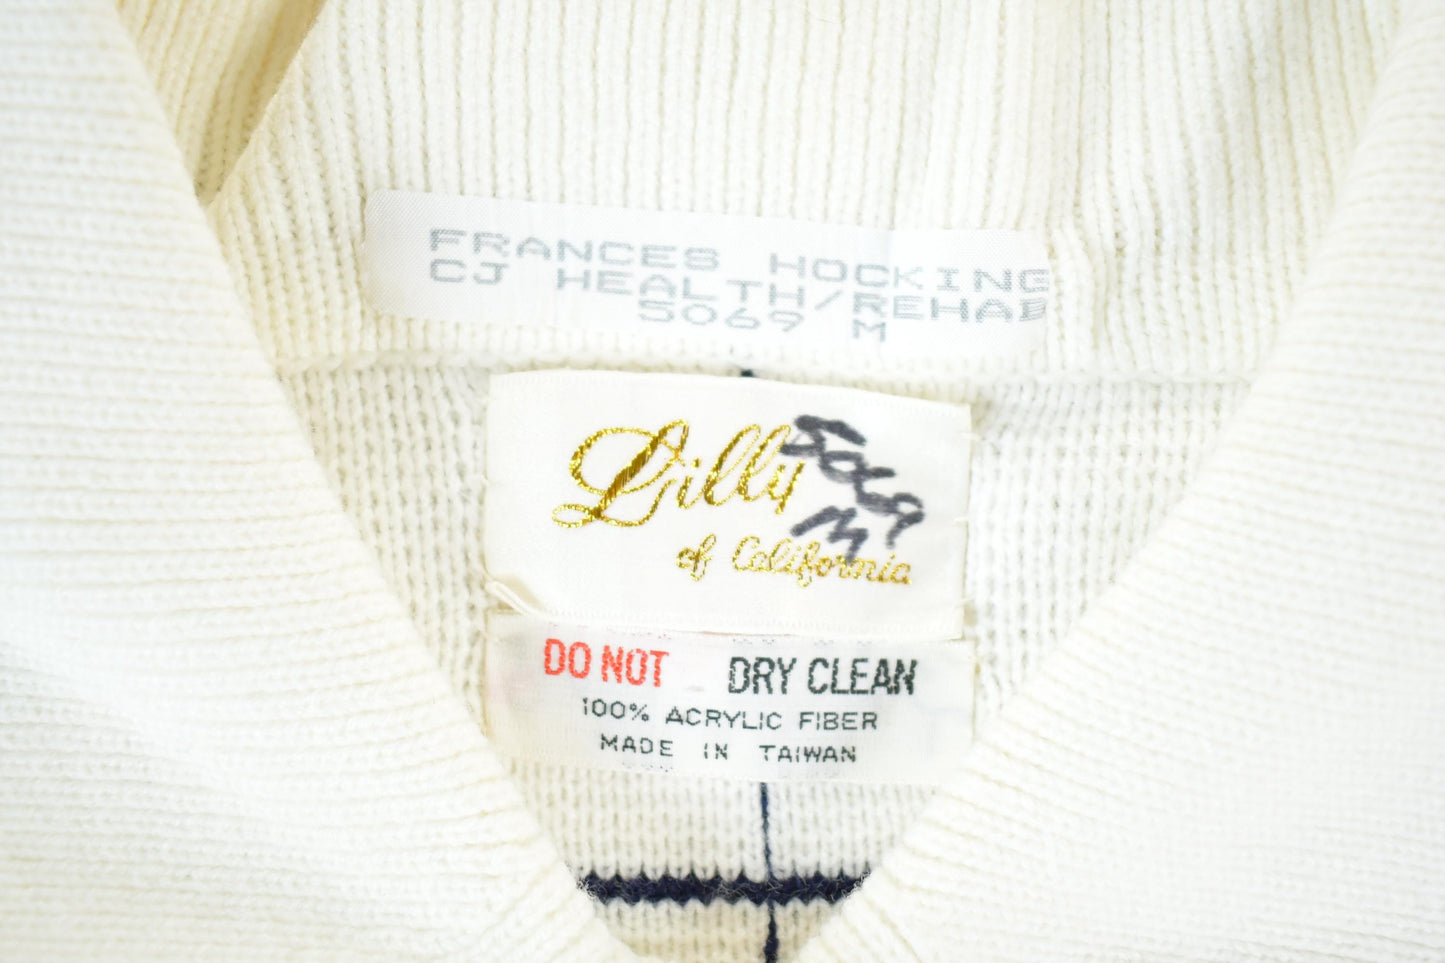 FRANCES HOCKING
CJ HEALTH/REHAB
5069 M
Lilly
of California
5069
M
DO NOT DRY CLEAN
100% ACRYLIC FIBER
MADE IN TAIWAN